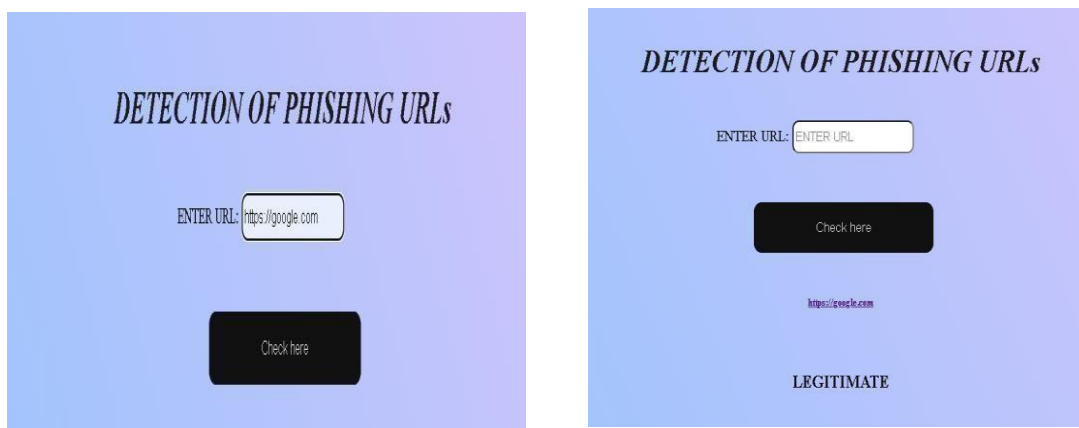 DETECTION OF PHISHING URLs
ENTER URL: https://google.com
Check here
DETECTION OF PHISHING URLs
ENTER URL: ENTER URL
Check here
https://google.com
LEGITIMATE